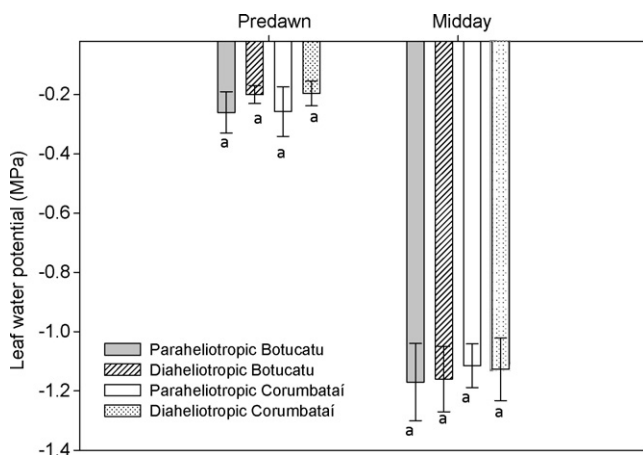 Predawn Midday
-0.2
-0.4
-0.6
-0.8
-1.0
-1.2
-1.4
Leaf water potential (MPa)
a a a a
a a a a
Paraheliotropic Botucatu
Diaheliotropic Botucatu
Paraheliotropic Corumbataí
Diaheliotropic Corumbataí